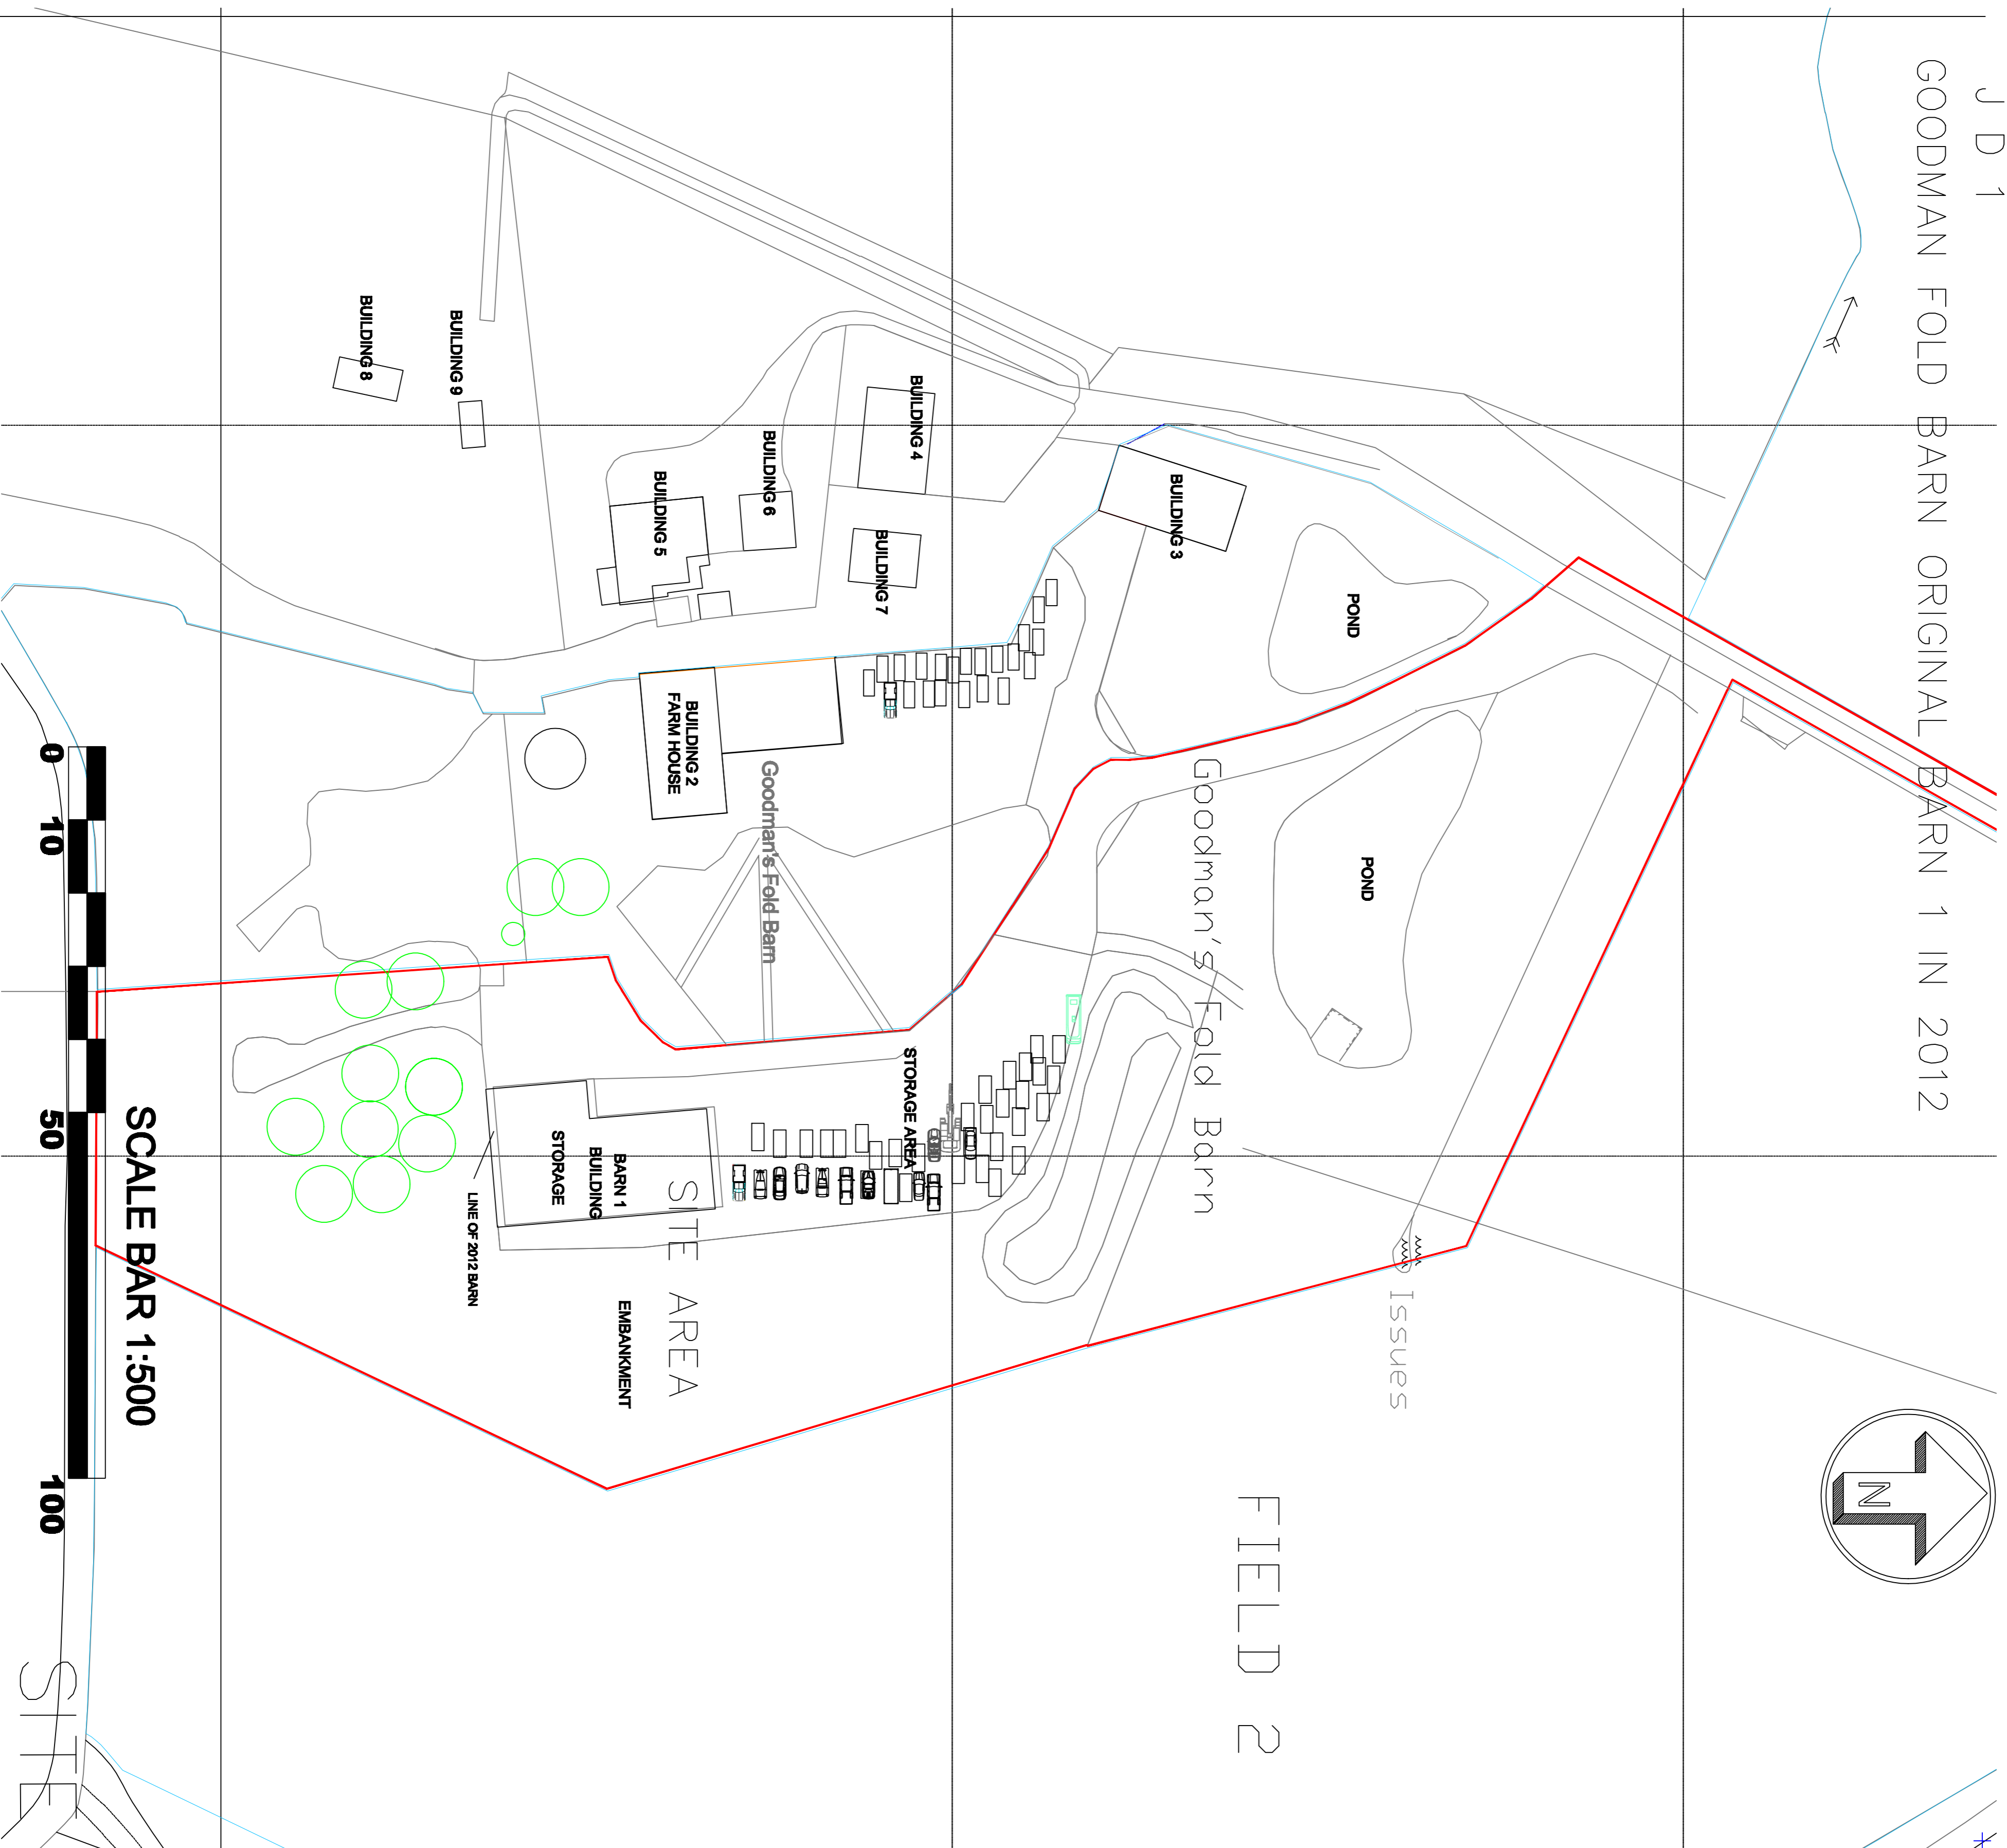 J D 1
GOODMAN FOLD BARN ORIGINAL BARN 1 IN 2012
BUILDING 3
POND
POND
BUILDING 4
BUILDING 7
BUILDING 6
BUILDING 5
BUILDING 9
BUILDING 8
BUILDING 2
FARM HOUSE
Goodman's Fold Barn
Goodman's Fold Barn
STORAGE AREA
BARN 1
BUILDING
STORAGE
LINE OF 2012 BARN
SITE AREA
EMBANKMENT
Issues
FIELD 2
N
SCALE BAR 1:500
0
10
50
100
SITE